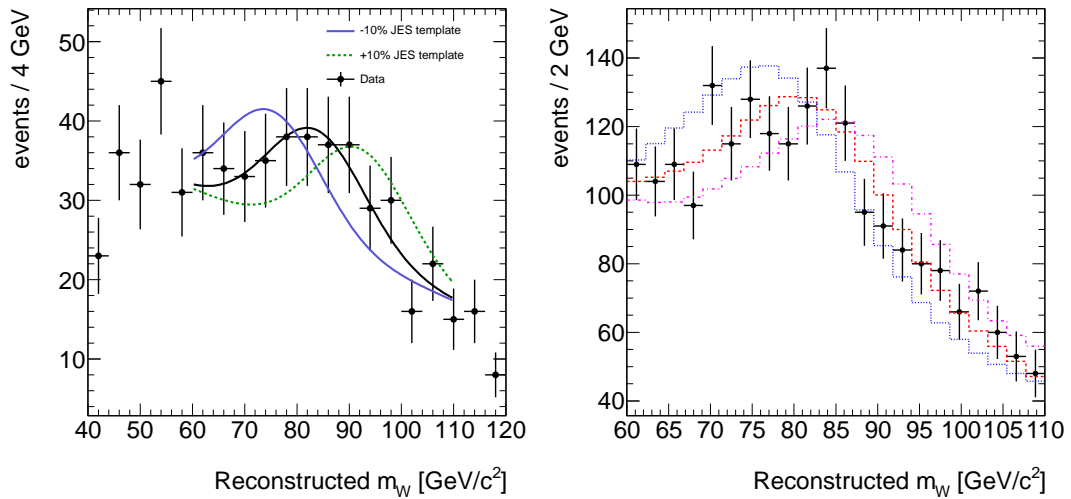 events / 4 GeV
50
40
30
20
10
40 50 60 70 80 90 100 110 120
Reconstructed m_W [GeV/c²]
-10% JES template
+10% JES template
Data
events / 2 GeV
140
120
100
80
60
40
60 65 70 75 80 85 90 95 100 105 110
Reconstructed m_W [GeV/c²]